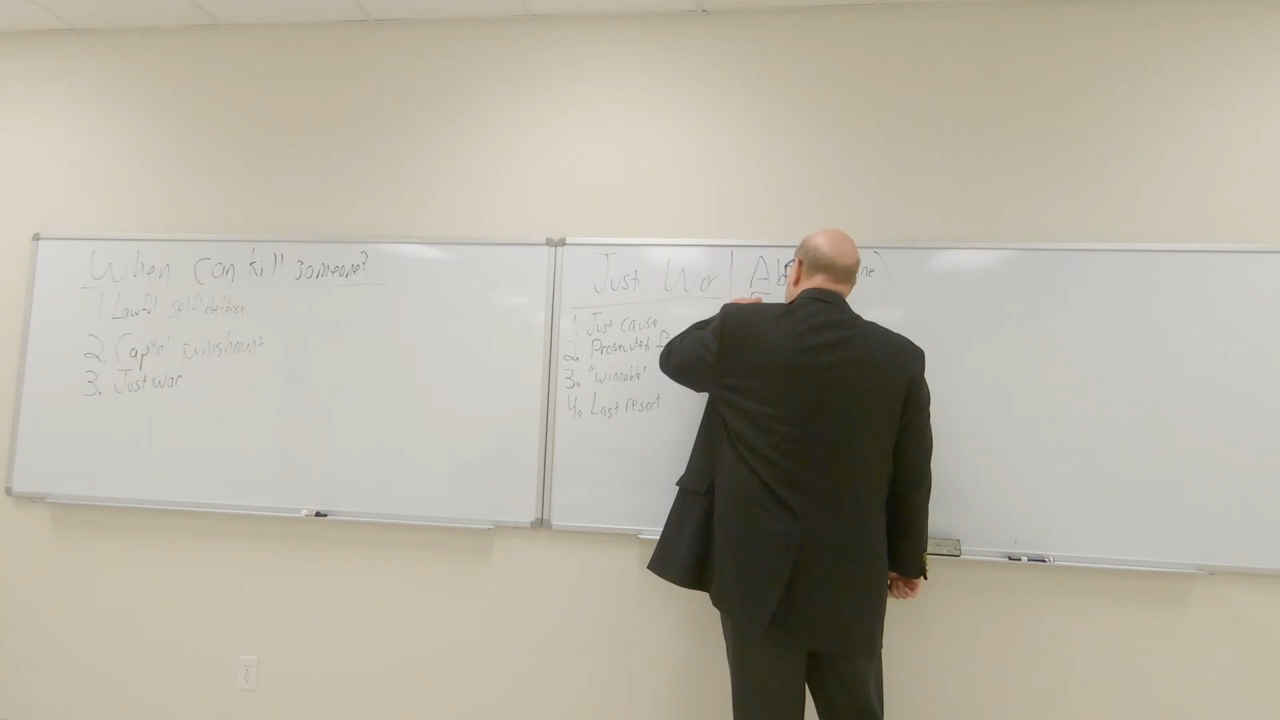 When can kill someone?
1. Lawful self defense
2. Capital punishment
3. Just war
Just War
1. Just cause
2. Prosecuted
3. "winnable"
4. Last resort